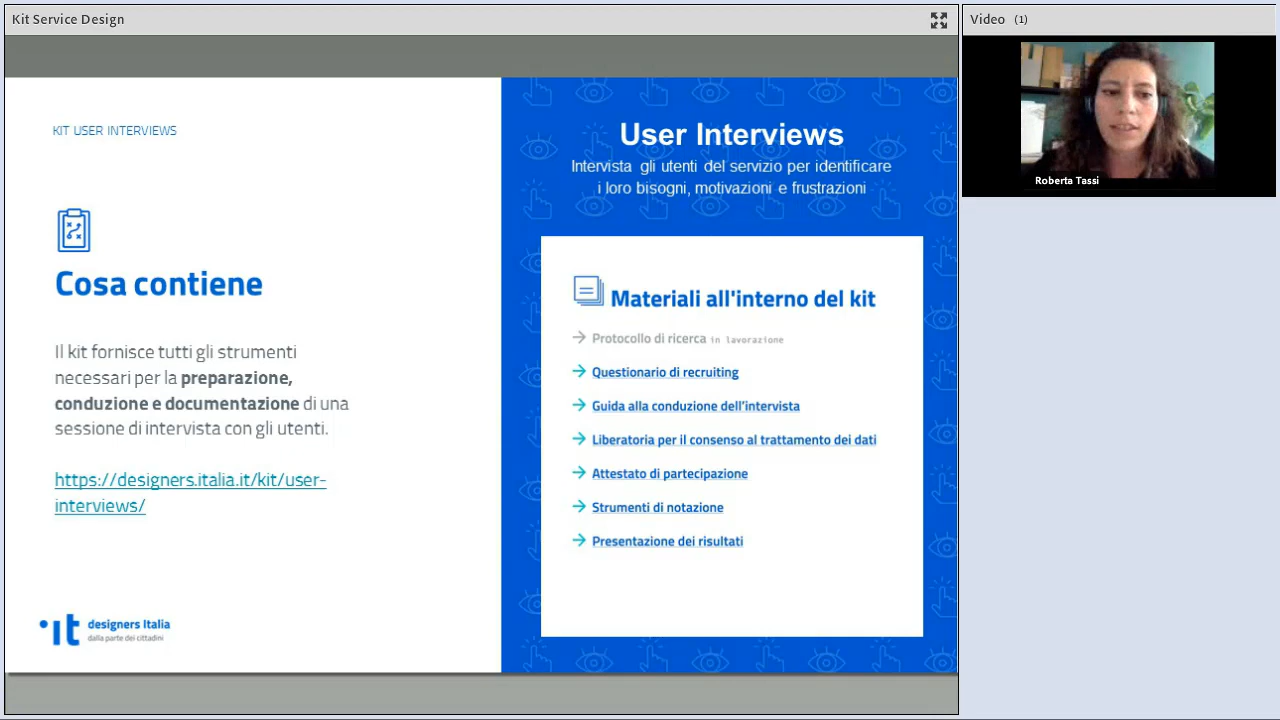 Kit Service Design
Video (1)
Roberta Tassi
KIT USER INTERVIEWS
Cosa contiene
Il kit fornisce tutti gli strumenti
necessari per la preparazione,
conduzione e documentazione di una
sessione di intervista con gli utenti.
https://designers.italia.it/kit/user-
interviews/
it designers Italia
dalla parte dei cittadini
User Interviews
Intervista gli utenti del servizio per identificare
i loro bisogni, motivazioni e frustrazioni
Materiali all'interno del kit
Protocollo di ricerca in lavorazione
Questionario di recruiting
Guida alla conduzione dell'intervista
Liberatoria per il consenso al trattamento dei dati
Attestato di partecipazione
Strumenti di notazione
Presentazione dei risultati